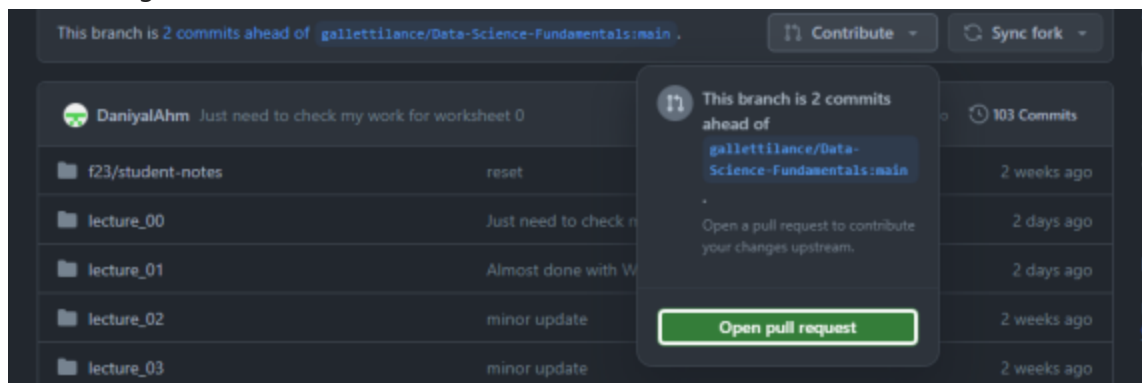 This branch is 2 commits ahead of gallettilance/Data-Science-Fundamentals:main .
Contribute
Sync fork
DaniyalAhm Just need to check my work for worksheet 0
103 Commits
This branch is 2 commits
ahead of
gallettilance/Data-
Science-Fundamentals:main
.
Open a pull request to contribute
your changes upstream.
Open pull request
f23/student-notes reset 2 weeks ago
lecture_00 Just need to check 2 days ago
lecture_01 Almost done with W 2 days ago
lecture_02 minor update 2 weeks ago
lecture_03 minor update 2 weeks ago